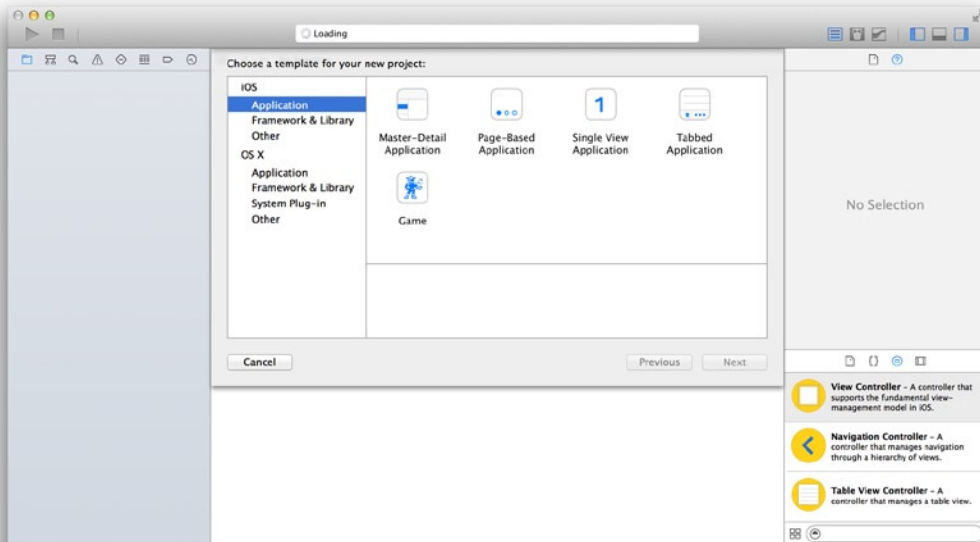 Loading
Choose a template for your new project:
iOS
Application
Framework & Library
Other
OS X
Application
Framework & Library
System Plug-in
Other
Master-Detail
Application
Page-Based
Application
1
Single View
Application
Tabbed
Application
Game
Cancel
Previous
Next
No Selection
View Controller - A controller that
supports the fundamental view-
management model in iOS.
Navigation Controller - A
controller that manages navigation
through a hierarchy of views.
Table View Controller - A
controller that manages a table view.